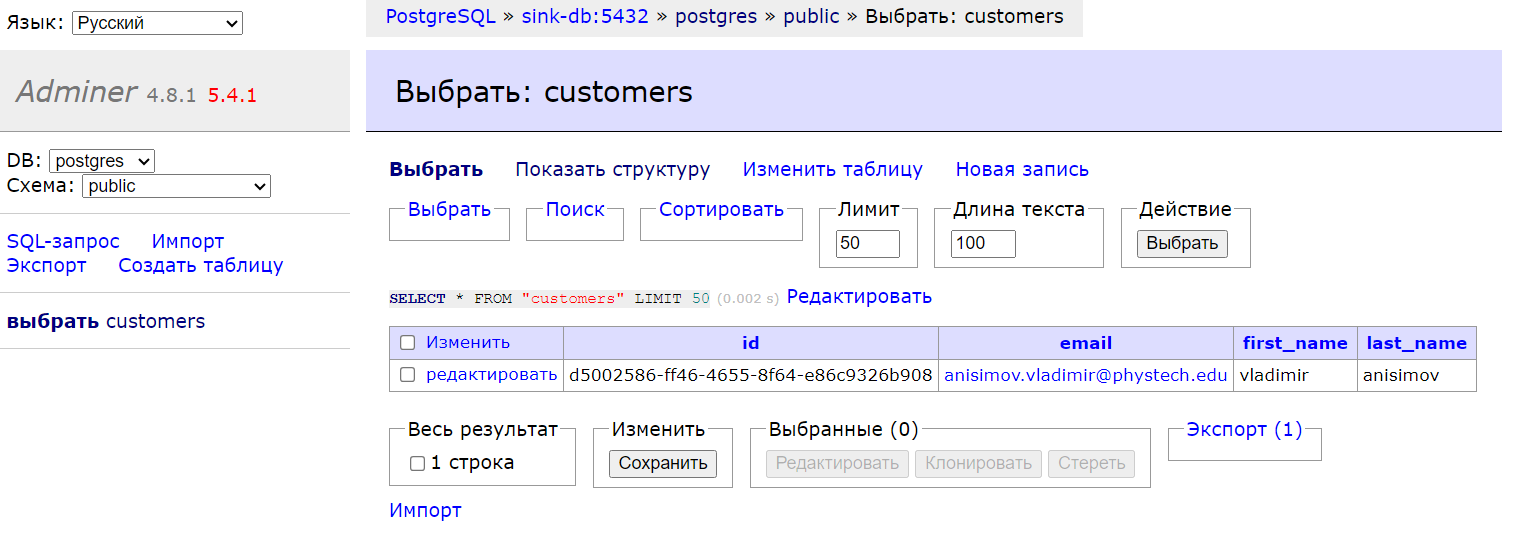 Язык: Русский
PostgreSQL » sink-db:5432 » postgres » public » Выбрать: customers
Adminer 4.8.1 5.4.1
Выбрать: customers
DB: postgres
Схема: public
SQL-запрос Импорт
Экспорт Создать таблицу
выбрать customers
Выбрать Показать структуру Изменить таблицу Новая запись
Выбрать Поиск Сортировать Лимит Длина текста Действие
50 100 Выбрать
SELECT * FROM "customers" LIMIT 50 (0.002 s) Редактировать
Изменить id email first_name last_name
редактировать d5002586-ff46-4655-8f64-e86c9326b908 anisimov.vladimir@phystech.edu vladimir anisimov
Весь результат Изменить Выбранные (0) Экспорт (1)
1 строка Сохранить Редактировать Клонировать Стереть
Импорт